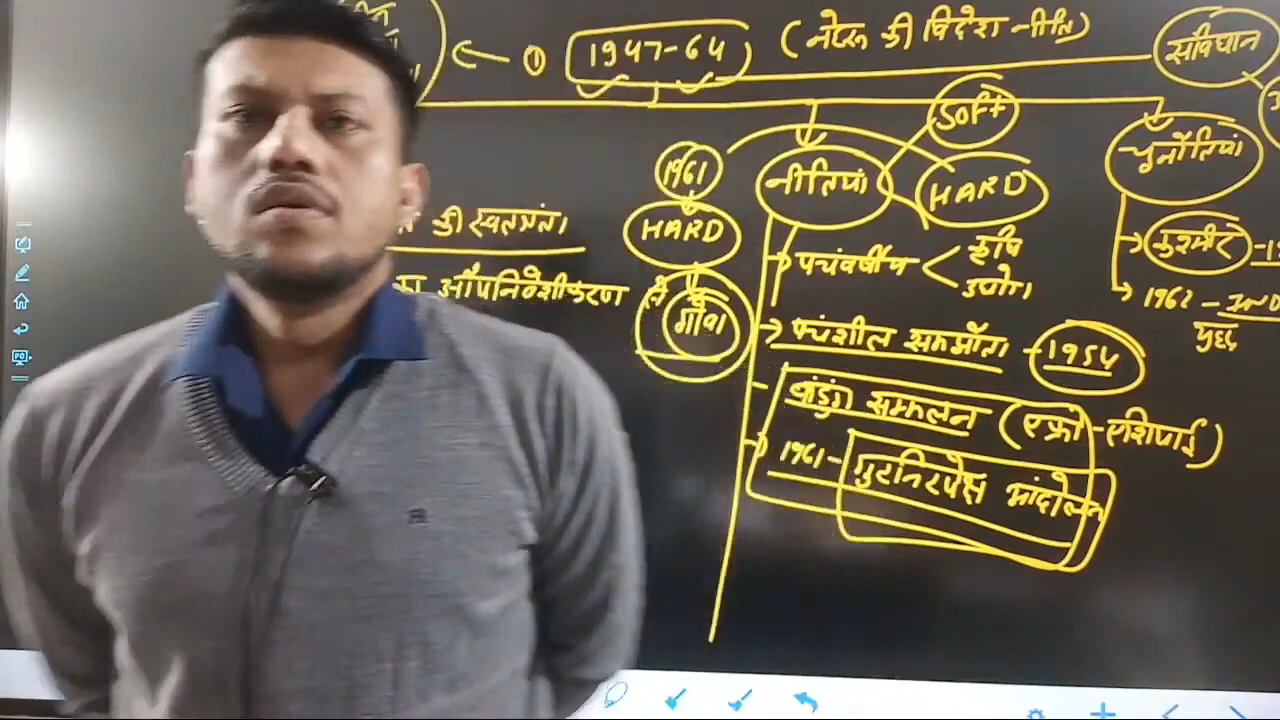 ① 1947-64 (नेहरू की विदेश नीति)
संविधान
SOFT
1961
नीतियां
HARD
चुनौतियां
की स्वतंत्रता
HARD
पंचवर्षीय
कृषि
उद्योग
कश्मीर
औपनिवेशीकरण से
गोवा
1962 -
युद्ध
पंचशील समझौता - 1954
बांडुंग सम्मेलन (एफ्रो-एशियाई)
1961 - गुटनिरपेक्ष आंदोलन